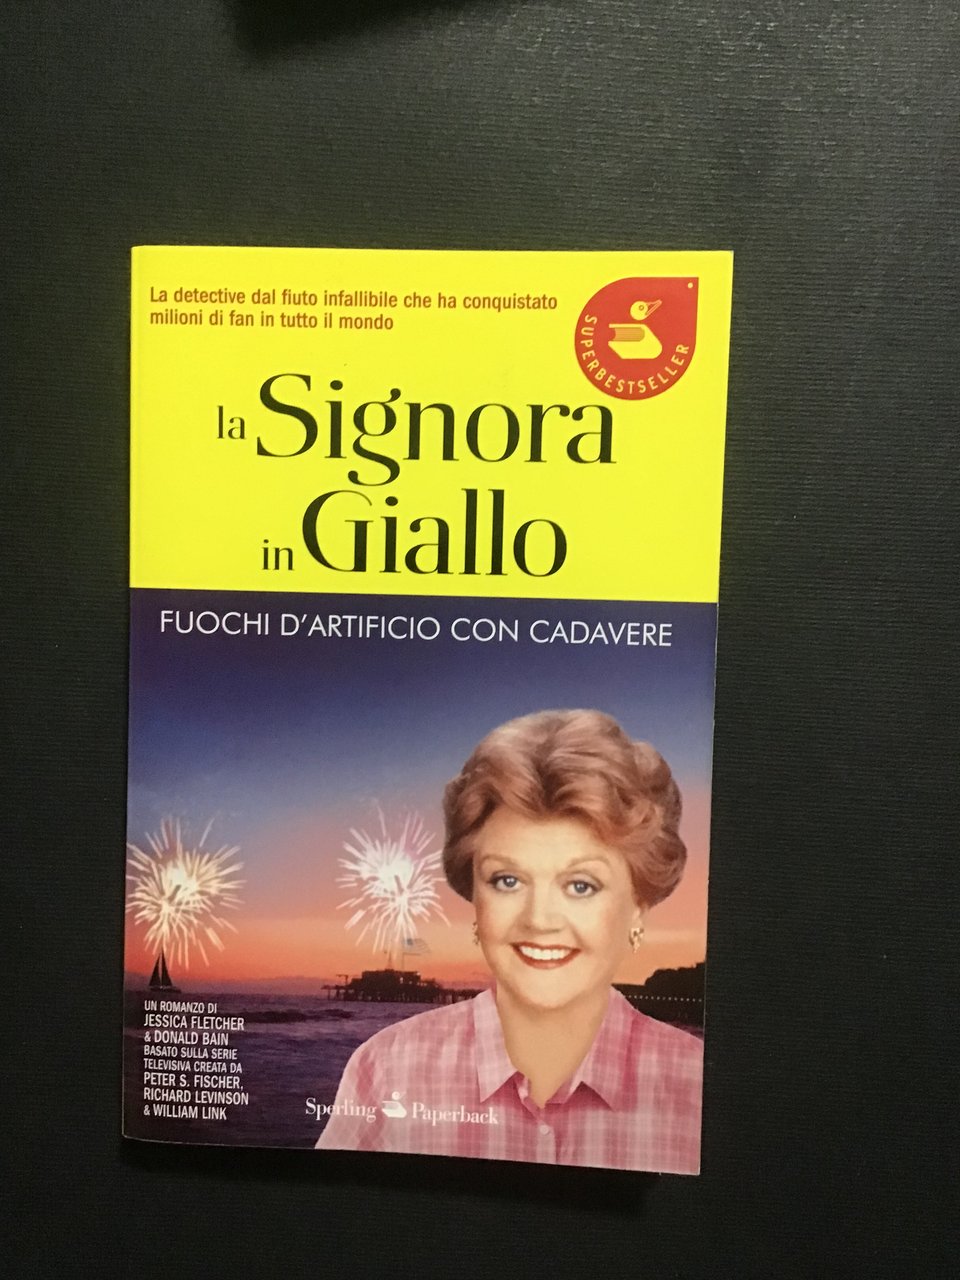 La detective dal fiuto infallibile che ha conquistato
milioni di fan in tutto il mondo
SUPERBESTSELLER
la Signora
in Giallo
FUOCHI D'ARTIFICIO CON CADAVERE
UN ROMANZO DI
JESSICA FLETCHER
& DONALD BAIN
BASATO SULLA SERIE
TELEVISIVA CREATA DA
PETER S. FISCHER,
RICHARD LEVINSON
& WILLIAM LINK
Sperling Paperback